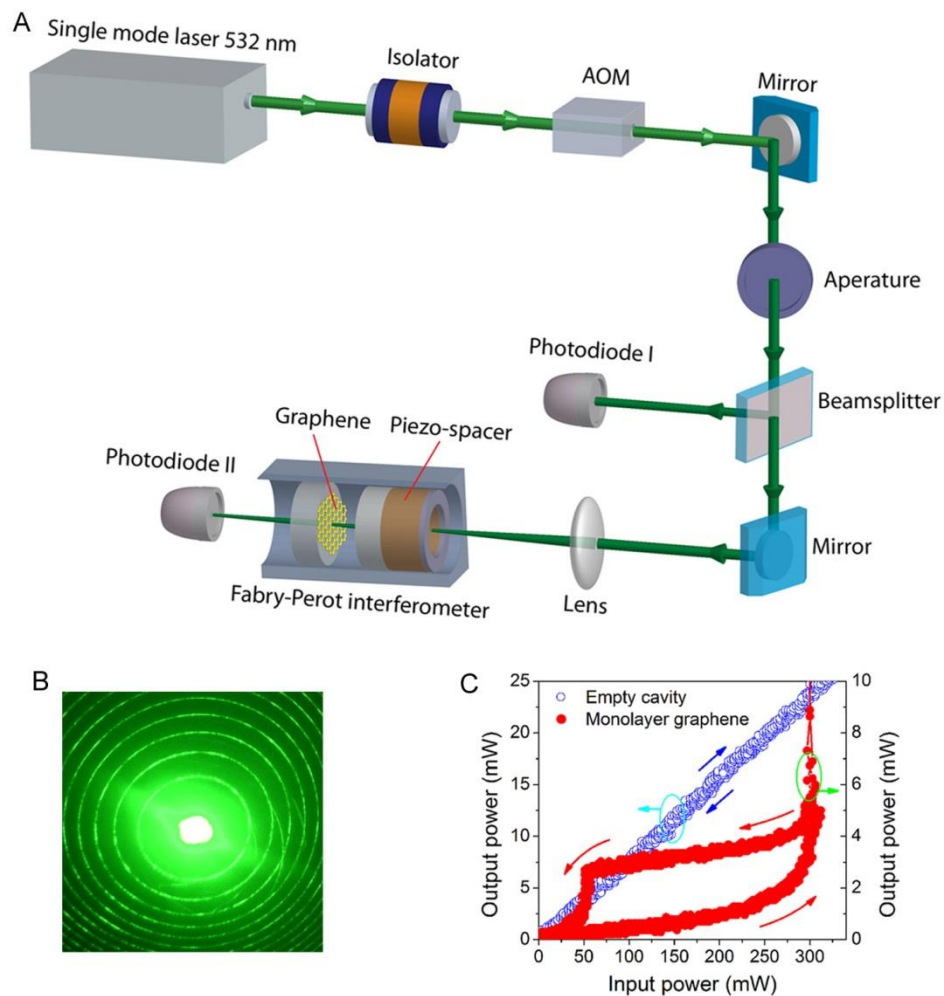 A
Single mode laser 532 nm
Isolator
AOM
Mirror
Aperature
Photodiode I
Beamsplitter
Graphene
Piezo-spacer
Photodiode II
Mirror
Fabry-Perot interferometer
Lens
B
C
25
20
15
10
5
0
Output power (mW)
Empty cavity
Monolayer graphene
10
8
6
4
2
0
Output power (mW)
0 50 100 150 200 250 300
Input power (mW)